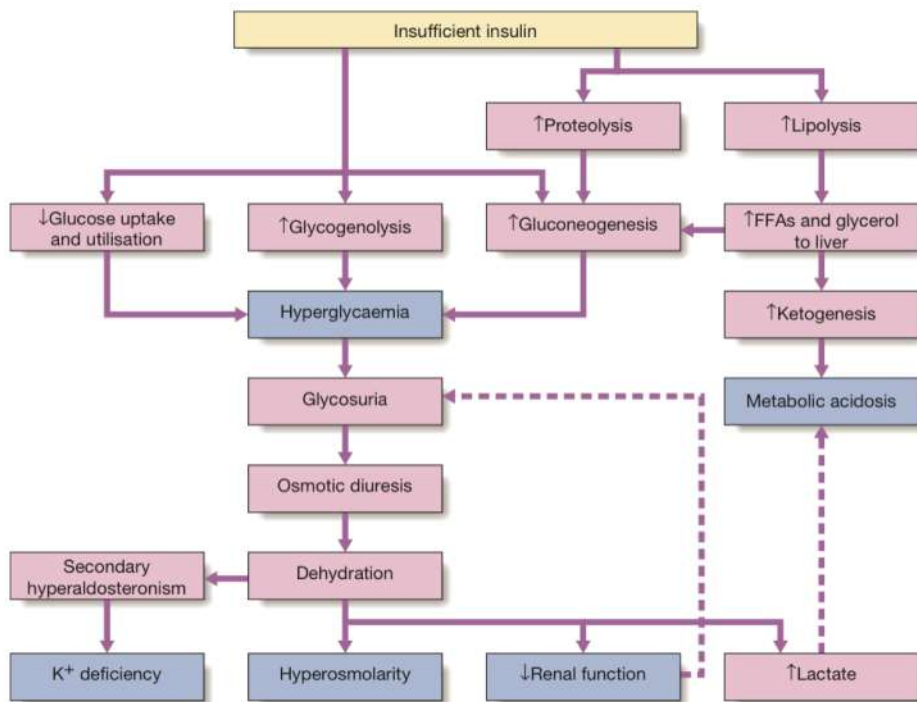 Insufficient insulin
↑Proteolysis
↑Lipolysis
↓Glucose uptake
and utilisation
↑Glycogenolysis
↑Gluconeogenesis
↑FFAs and glycerol
to liver
Hyperglycaemia
↑Ketogenesis
Glycosuria
Metabolic acidosis
Osmotic diuresis
Secondary
hyperaldosteronism
Dehydration
K⁺ deficiency
Hyperosmolarity
↓Renal function
↑Lactate